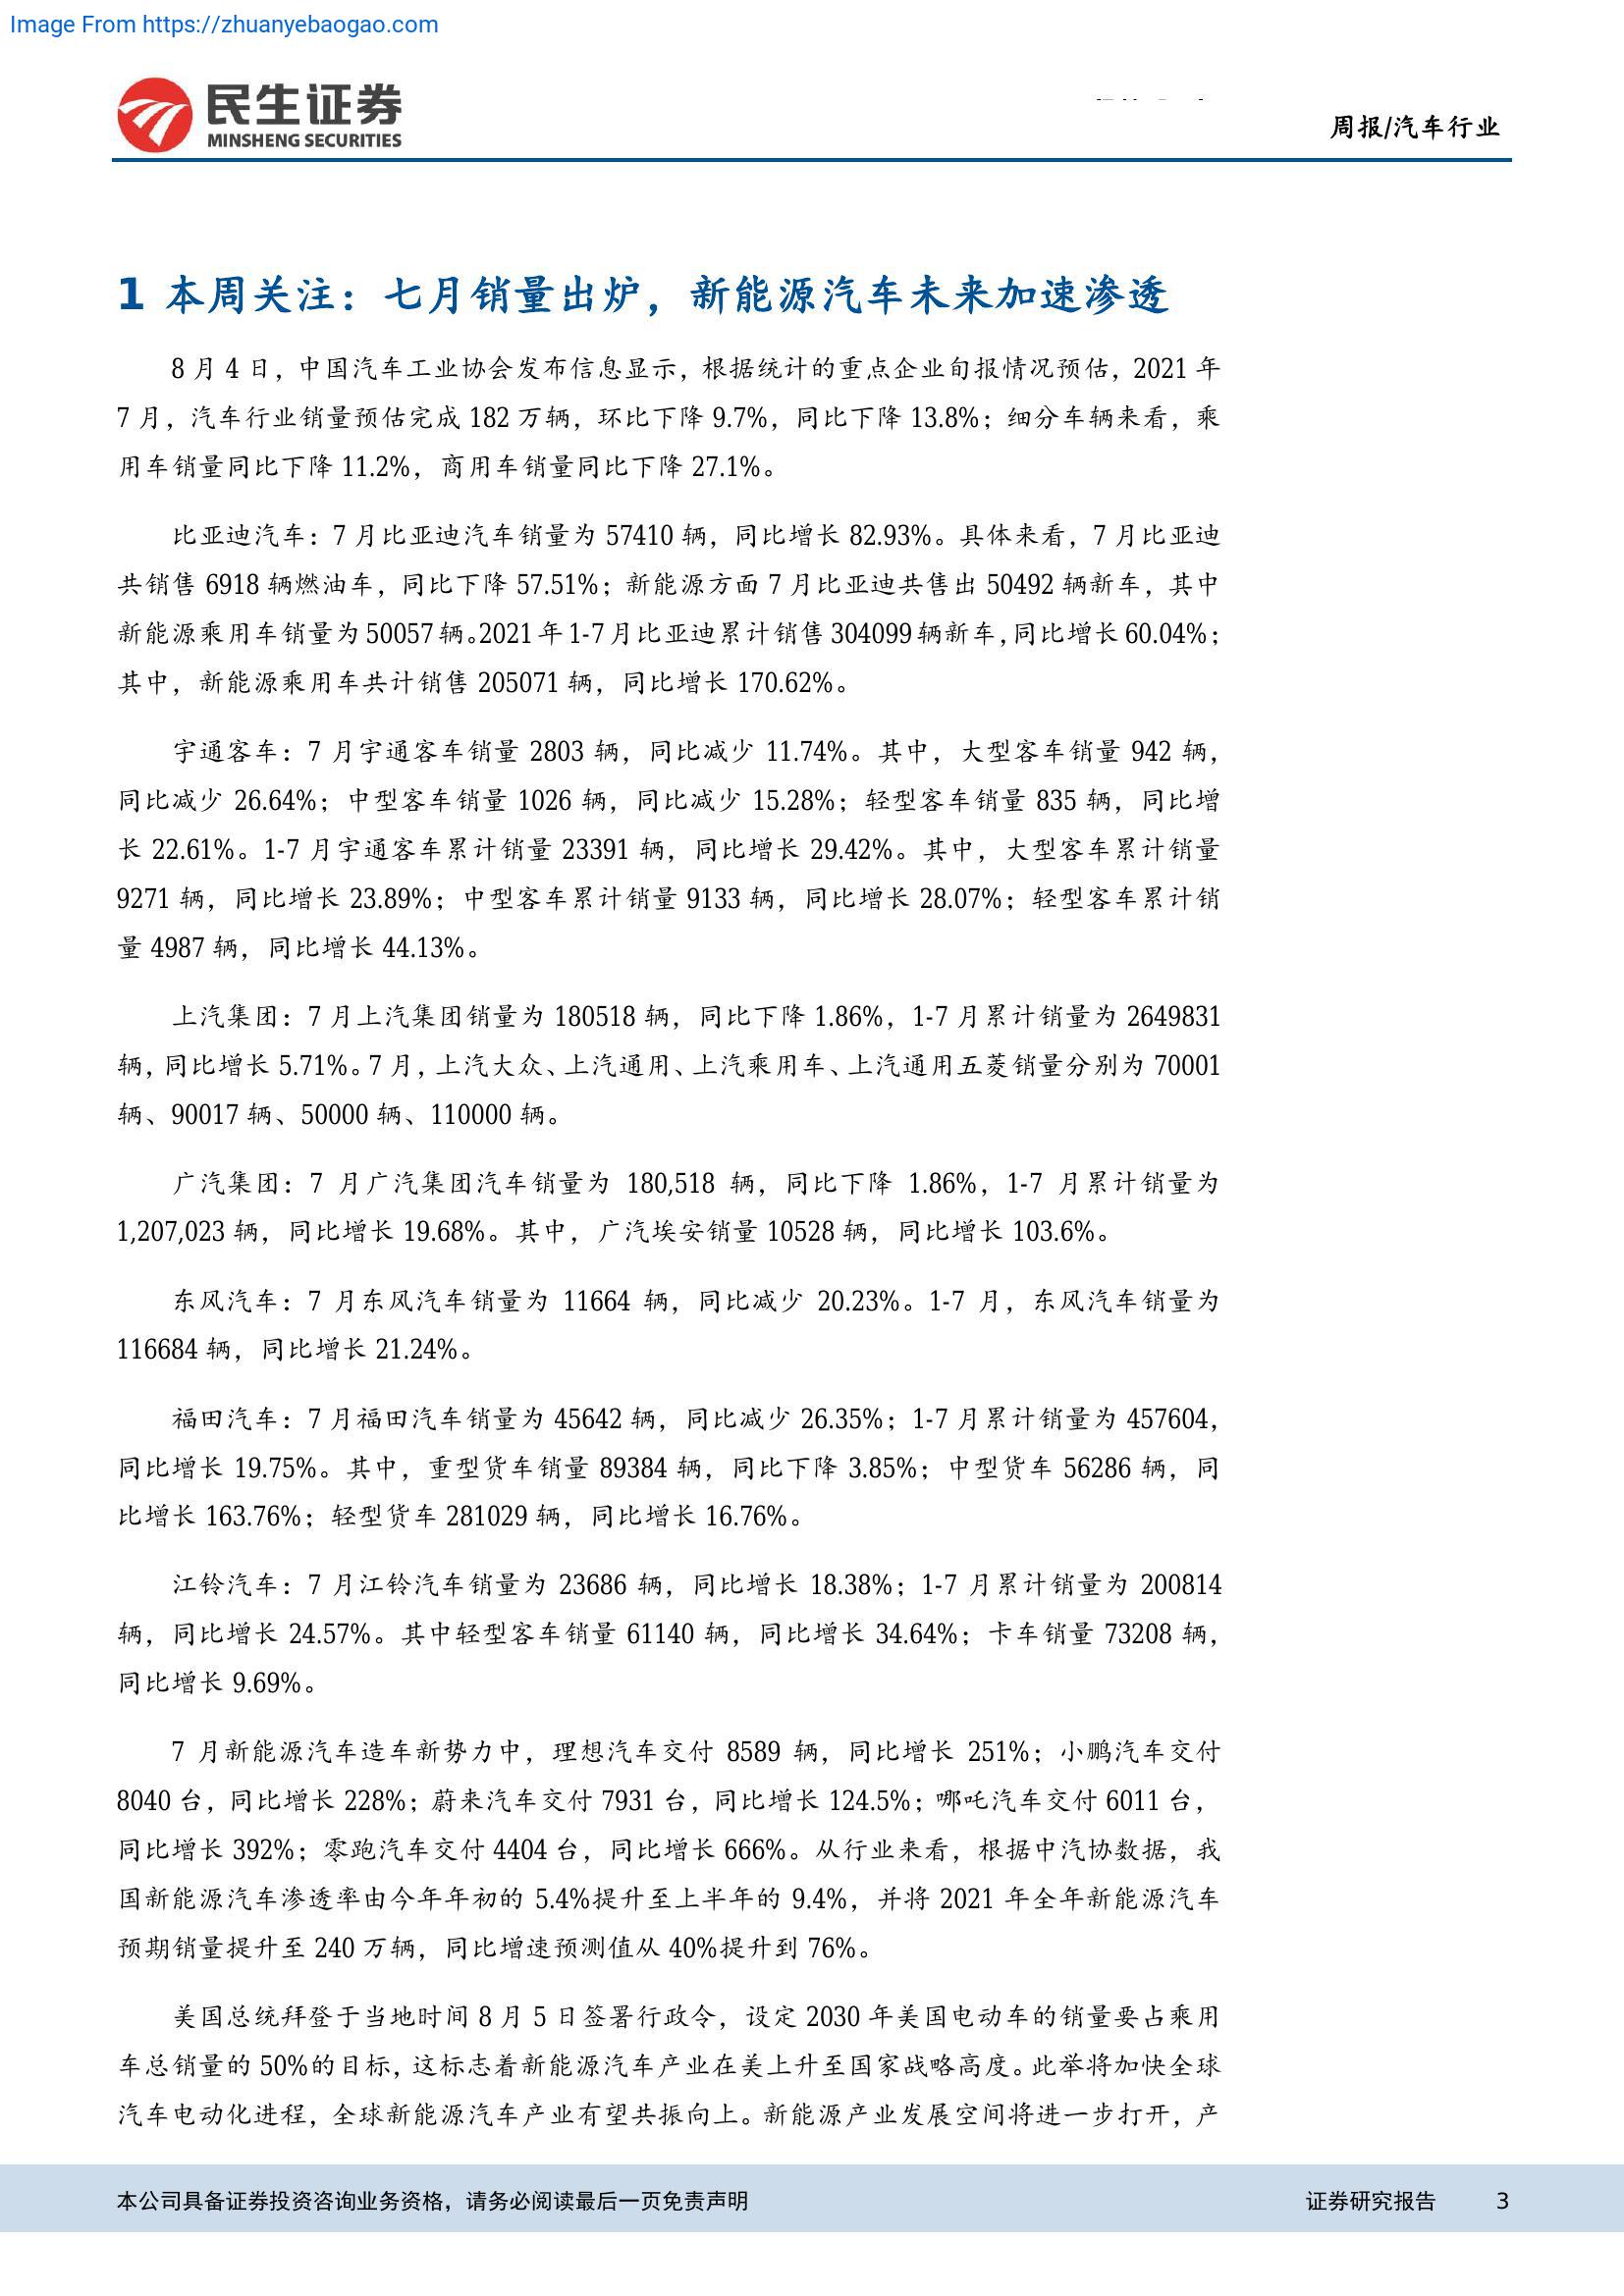 Image From https://zhuanyebaogao.com
民生证券
MINSHENG SECURITIES
周报/汽车行业
1 本周关注：七月销量出炉，新能源汽车未来加速渗透
8 月 4 日，中国汽车工业协会发布信息显示，根据统计的重点企业旬报情况预估，2021 年
7 月，汽车行业销量预估完成 182 万辆，环比下降 9.7%，同比下降 13.8%；细分车辆来看，乘
用车销量同比下降 11.2%，商用车销量同比下降 27.1%。
比亚迪汽车：7 月比亚迪汽车销量为 57410 辆，同比增长 82.93%。具体来看，7 月比亚迪
共销售 6918 辆燃油车，同比下降 57.51%；新能源方面 7 月比亚迪共售出 50492 辆新车，其中
新能源乘用车销量为 50057 辆。2021 年 1-7 月比亚迪累计销售 304099 辆新车，同比增长 60.04%；
其中，新能源乘用车共计销售 205071 辆，同比增长 170.62%。
宇通客车：7 月宇通客车销量 2803 辆，同比减少 11.74%。其中，大型客车销量 942 辆，
同比减少 26.64%；中型客车销量 1026 辆，同比减少 15.28%；轻型客车销量 835 辆，同比增
长 22.61%。1-7 月宇通客车累计销量 23391 辆，同比增长 29.42%。其中，大型客车累计销量
9271 辆，同比增长 23.89%；中型客车累计销量 9133 辆，同比增长 28.07%；轻型客车累计销
量 4987 辆，同比增长 44.13%。
上汽集团：7 月上汽集团销量为 180518 辆，同比下降 1.86%，1-7 月累计销量为 2649831
辆，同比增长 5.71%。7 月，上汽大众、上汽通用、上汽乘用车、上汽通用五菱销量分别为 70001
辆、90017 辆、50000 辆、110000 辆。
广汽集团：7 月广汽集团汽车销量为 180,518 辆，同比下降 1.86%，1-7 月累计销量为
1,207,023 辆，同比增长 19.68%。其中，广汽埃安销量 10528 辆，同比增长 103.6%。
东风汽车：7 月东风汽车销量为 11664 辆，同比减少 20.23%。1-7 月，东风汽车销量为
116684 辆，同比增长 21.24%。
福田汽车：7 月福田汽车销量为 45642 辆，同比减少 26.35%；1-7 月累计销量为 457604，
同比增长 19.75%。其中，重型货车销量 89384 辆，同比下降 3.85%；中型货车 56286 辆，同
比增长 163.76%；轻型货车 281029 辆，同比增长 16.76%。
江铃汽车：7 月江铃汽车销量为 23686 辆，同比增长 18.38%；1-7 月累计销量为 200814
辆，同比增长 24.57%。其中轻型客车销量 61140 辆，同比增长 34.64%；卡车销量 73208 辆，
同比增长 9.69%。
7 月新能源汽车造车新势力中，理想汽车交付 8589 辆，同比增长 251%；小鹏汽车交付
8040 台，同比增长 228%；蔚来汽车交付 7931 台，同比增长 124.5%；哪吒汽车交付 6011 台，
同比增长 392%；零跑汽车交付 4404 台，同比增长 666%。从行业来看，根据中汽协数据，我
国新能源汽车渗透率由今年年初的 5.4%提升至上半年的 9.4%，并将 2021 年全年新能源汽车
预期销量提升至 240 万辆，同比增速预测值从 40%提升到 76%。
美国总统拜登于当地时间 8 月 5 日签署行政令，设定 2030 年美国电动车的销量要占乘用
车总销量的 50%的目标，这标志着新能源汽车产业在美上升至国家战略高度。此举将加快全球
汽车电动化进程，全球新能源汽车产业有望共振向上。新能源产业发展空间将进一步打开，产
本公司具备证券投资咨询业务资格，请务必阅读最后一页免责声明
证券研究报告 3